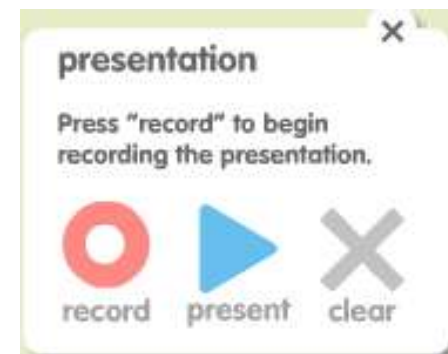 presentation
Press "record" to begin
recording the presentation.
record present clear